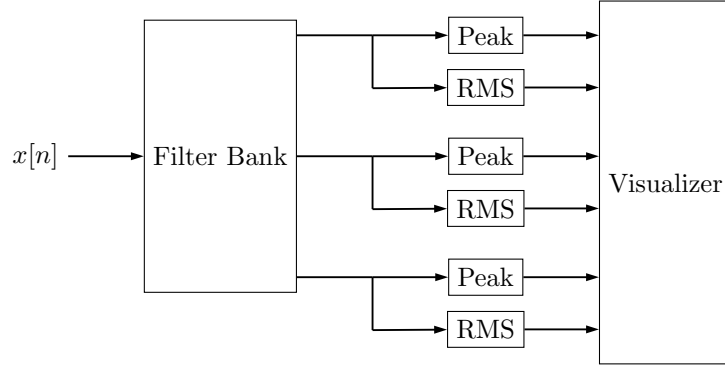 Peak
RMS
x[n]
Filter Bank
Peak
RMS
Visualizer
Peak
RMS